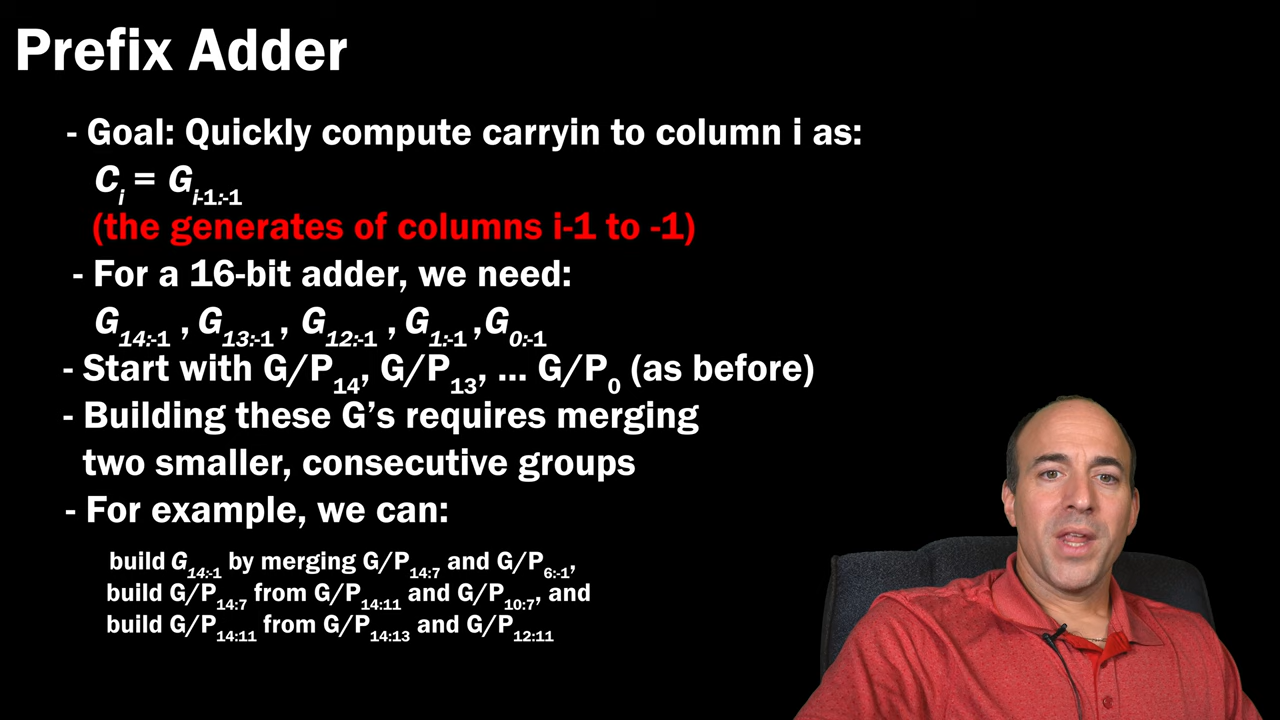 Prefix Adder
- Goal: Quickly compute carryin to column i as:
Ci = Gi-1:-1
(the generates of columns i-1 to -1)
- For a 16-bit adder, we need:
G14:-1 , G13:-1 , G12:-1 , G1:-1 ,G0:-1
- Start with G/P14, G/P13, ... G/P0 (as before)
- Building these G’s requires merging
two smaller, consecutive groups
- For example, we can:
build G14:-1 by merging G/P14:7 and G/P6:-1,
build G/P14:7 from G/P14:11 and G/P10:7, and
build G/P14:11 from G/P14:13 and G/P12:11